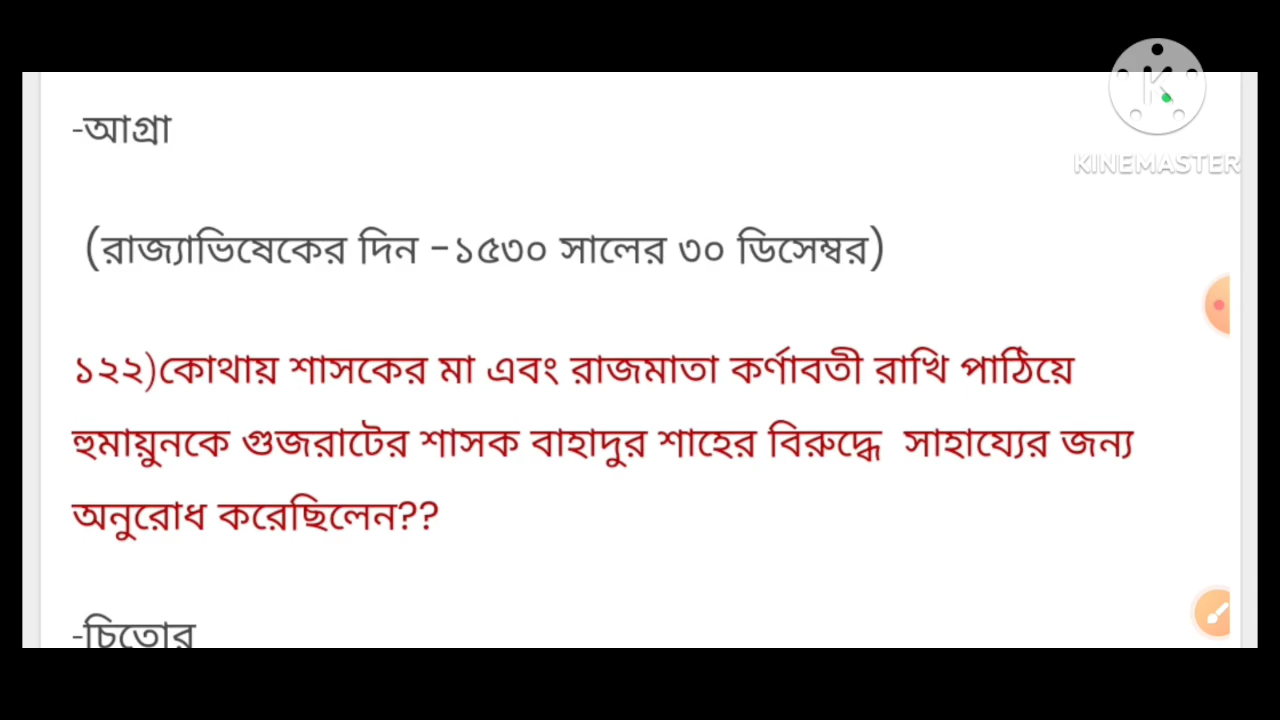 -আগ্রা
KINEMASTER
(রাজ্যাভিষেকের দিন -১৫৩০ সালের ৩০ ডিসেম্বর)
১২২)কোথায় শাসকের মা এবং রাজমাতা কর্ণাবতী রাখি পাঠিয়ে
হুমায়ুনকে গুজরাটের শাসক বাহাদুর শাহের বিরুদ্ধে সাহায্যের জন্য
অনুরোধ করেছিলেন??
-চিতোর